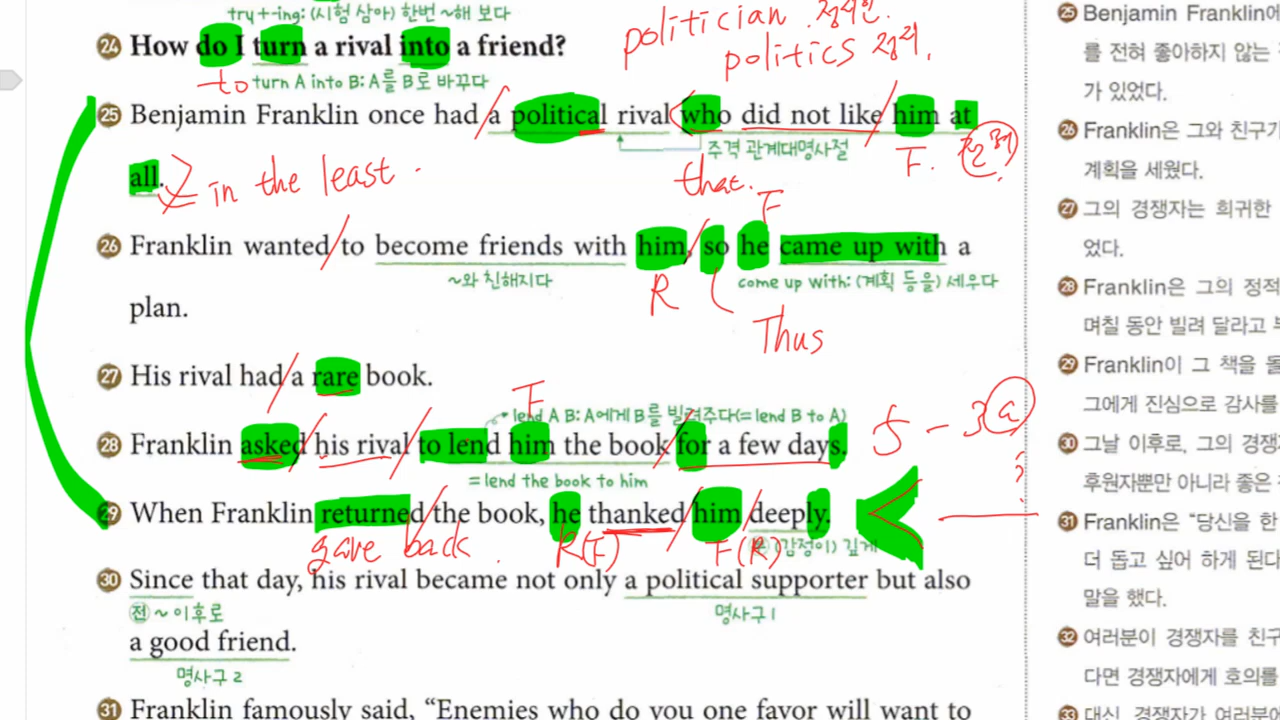 try+-ing: (시험 삼아) 한번 ~해 보다
politician 정치인.
politics 정치.
24 How do I turn a rival into a friend?
to
turn A into B: A를 B로 바꾸다
25 Benjamin Franklin once had / a political rival (who did not like / him at
주격 관계대명사절
F.
전혀
all.
in the least.
that.
F
26 Franklin wanted / to become friends with him, / so he came up with a
~와 친해지다
R
come up with: (계획 등을) 세우다
plan.
Thus
27 His rival had / a rare book.
F
lend A B: A에게 B를 빌려주다(= lend B to A)
28 Franklin asked / his rival / to lend him the book / for a few days.
5 - 3 a
= lend the book to him
?
29 When Franklin returned / the book, he thanked / him / deeply.
gave back
R(F)
F(R)
(감정이) 깊게
30 Since that day, his rival became not only a political supporter but also
전 ~ 이후로
명사구 1
a good friend.
명사구 2
31 Franklin famously said, “Enemies who do you one favor will want to
25 Benjamin Franklin에
를 전혀 좋아하지 않는
가 있었다.
26 Franklin은 그와 친구기
계획을 세웠다.
27 그의 경쟁자는 희귀한
었다.
28 Franklin은 그의 정적
며칠 동안 빌려 달라고
29 Franklin이 그 책을
그에게 진심으로 감사를
30 그날 이후로, 그의 경쟁
후원자뿐만 아니라 좋은
31 Franklin은 “당신을 한
더 돕고 싶어 하게 된다
말을 했다.
32 여러분이 경쟁자를 친구
다면 경쟁자에게 호의를
33 대신, 경쟁자가 여러분에